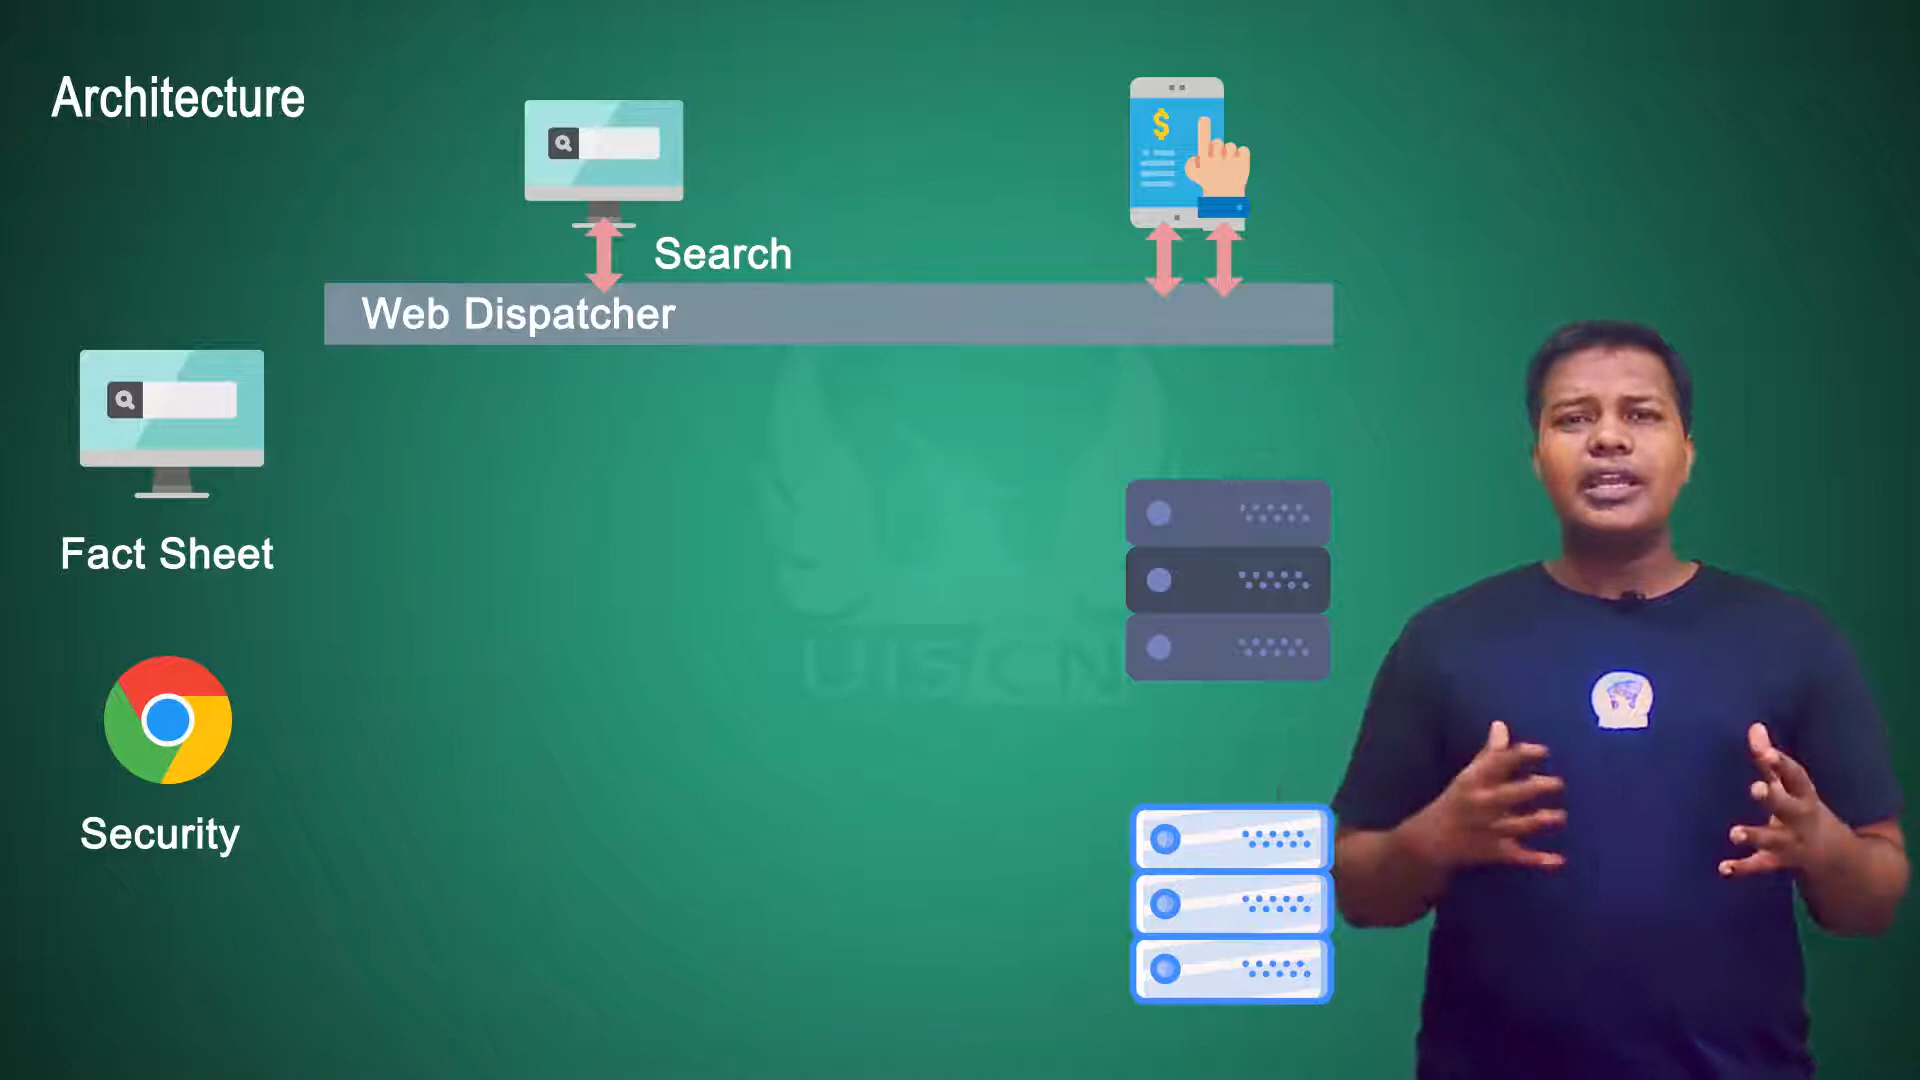 Architecture
Search
Web Dispatcher
Fact Sheet
Security
$